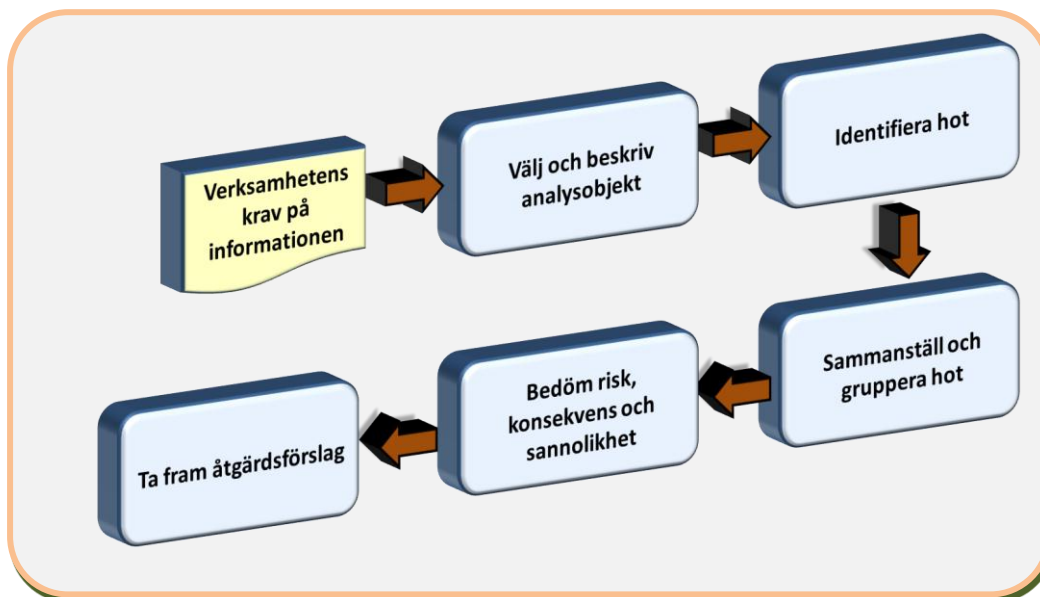 Verksamhetens
krav på
informationen
Välj och beskriv
analysobjekt
Identifiera hot
Sammanställ och
gruppera hot
Bedöm risk,
konsekvens och
sannolikhet
Ta fram åtgärdsförslag